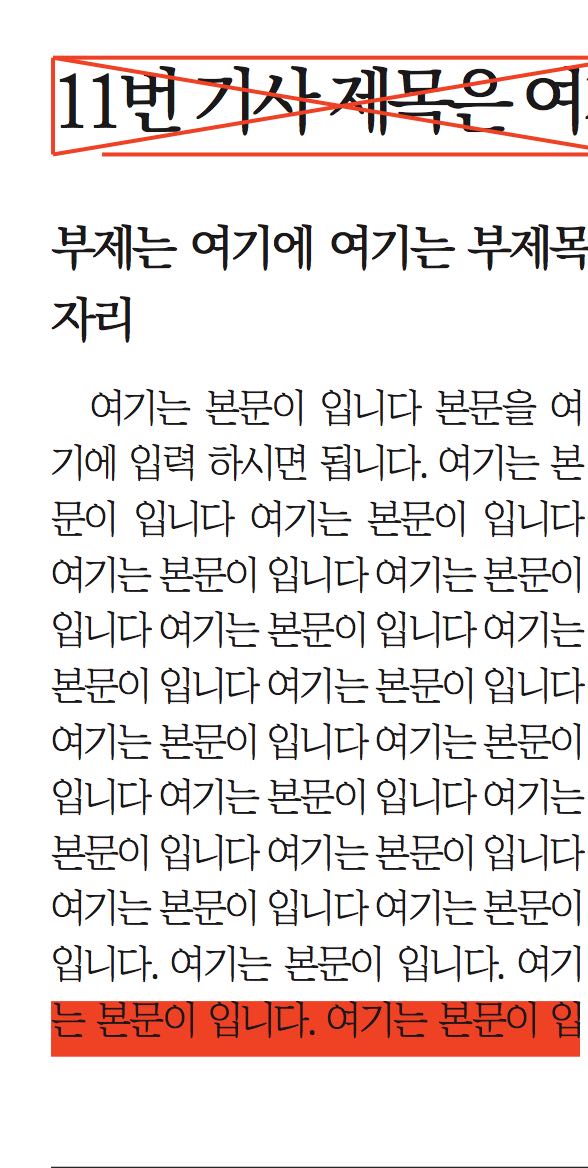 11번 기사 제목은 여
부제는 여기에 여기는 부제목
자리
여기는 본문이 입니다 본문을 여
기에 입력 하시면 됩니다. 여기는 본
문이 입니다 여기는 본문이 입니다
여기는 본문이 입니다 여기는 본문이
입니다 여기는 본문이 입니다 여기는
본문이 입니다 여기는 본문이 입니다
여기는 본문이 입니다 여기는 본문이
입니다 여기는 본문이 입니다 여기는
본문이 입니다 여기는 본문이 입니다
여기는 본문이 입니다 여기는 본문이
입니다. 여기는 본문이 입니다. 여기
는 본문이 입니다. 여기는 본문이 입